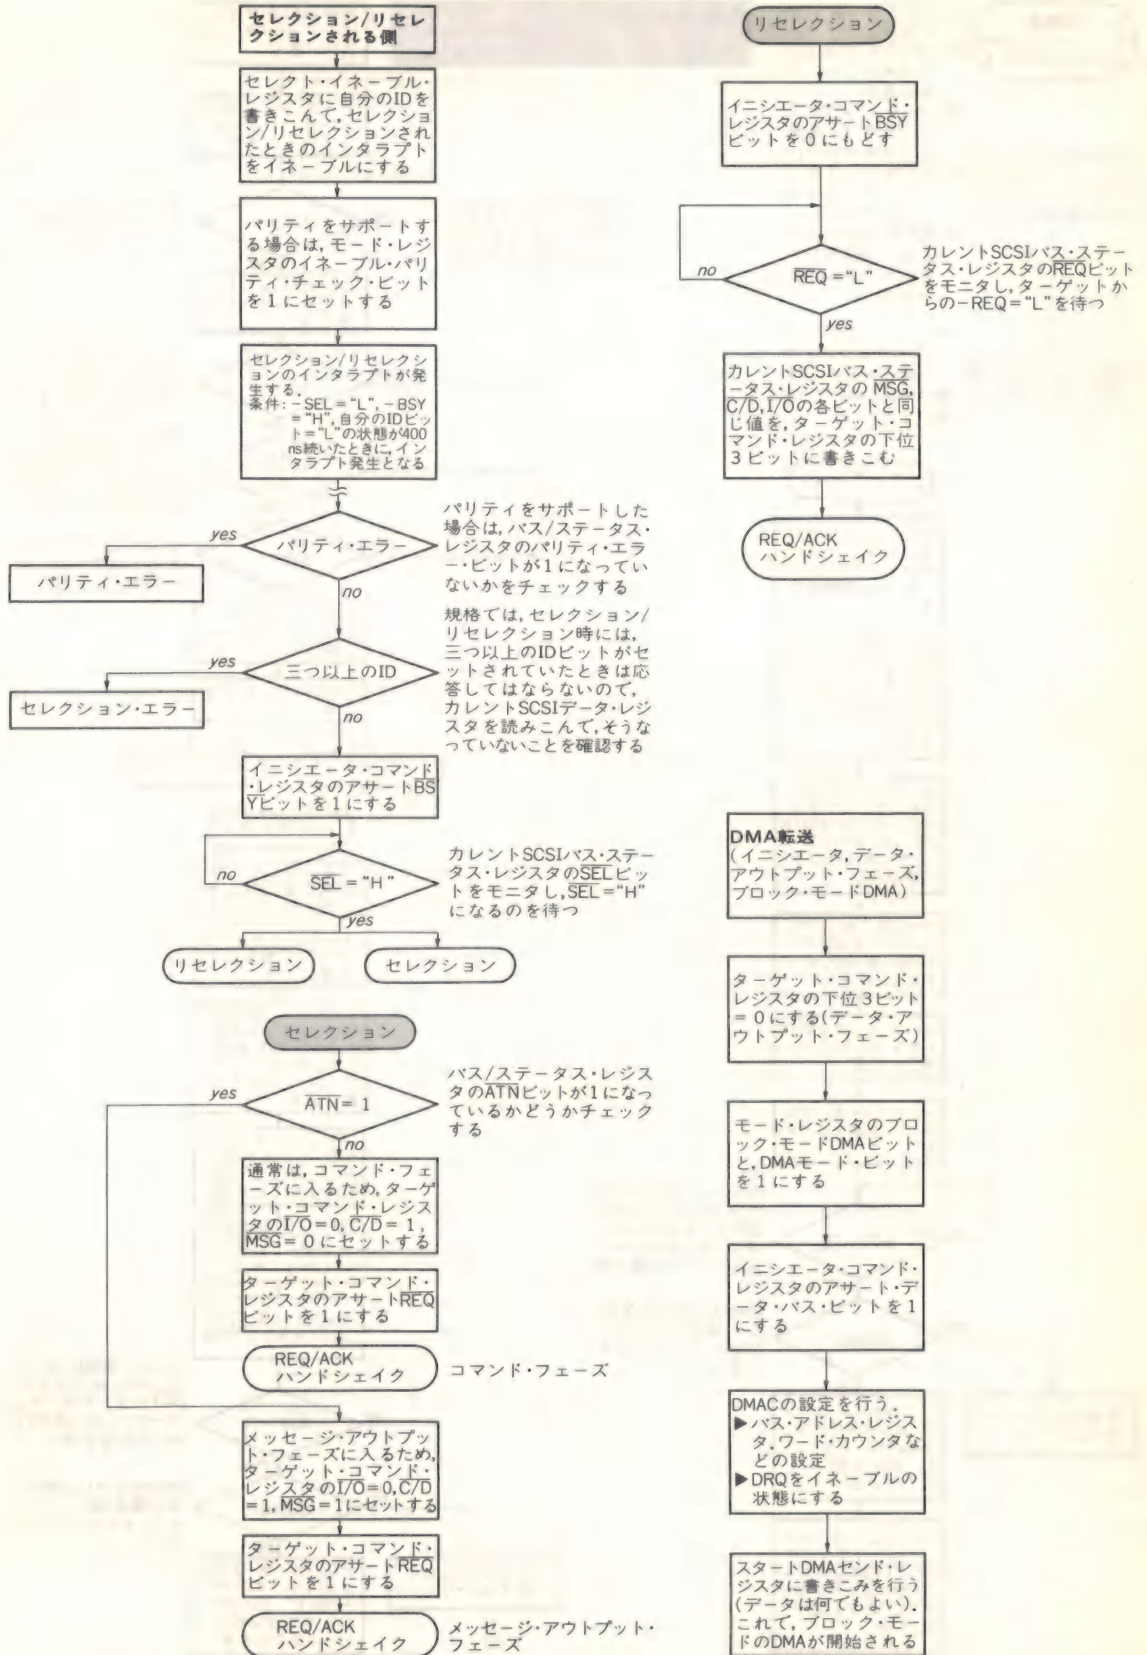 セレクション/リセレ
クションされる側
セレクト・イネーブル・
レジスタに自分のIDを
書きこんで,セレクショ
ン/リセレクションされ
たときのインタラプト
をイネーブルにする
パリティをサポートす
る場合は,モード・レジ
スタのイネーブル・パリ
ティ・チェック・ビット
を1にセットする
セレクション/リセレクショ
ンのインタラプトが発
生する.
条件:-SEL="L",-BSY
="H",自分のIDビッ
ト="L"の状態が400
ns続いたときに,イン
タラプト発生となる
パリティ・エラー
yes
no
パリティ・エラー
パリティをサポートした
場合は,バス/ステータス・
レジスタのパリティ・エラ
ー・ビットが1になってい
ないかをチェックする
三つ以上のID
yes
no
セレクション・エラー
規格では,セレクション/
リセレクション時には,
三つ以上のIDビットがセ
ットされていたときは応
答してはならないので,
カレントSCSIデータ・レジ
スタを読みこんで,そうな
っていないことを確認する
イニシエータ・コマンド
・レジスタのアサートBS
Yビットを1にする
SEL="H"
no
yes
カレントSCSIバス・ステー
タス・レジスタのSELビッ
トをモニタし,SEL="H"
になるのを待つ
リセレクション
セレクション
セレクション
ATN=1
yes
no
バス/ステータス・レジス
タのATNビットが1になっ
ているかどうかチェック
する
通常は,コマンド・フェ
ーズに入るため,ターゲ
ット・コマンド・レジス
タのI/O=0,C/D=1,
MSG=0にセットする
ターゲット・コマンド・
レジスタのアサートREQ
ビットを1にする
REQ/ACK
ハンドシェイク
コマンド・フェーズ
メッセージ・アウトプッ
ト・フェーズに入るため,
ターゲット・コマンド・
レジスタのI/O=0,C/D
=1,MSG=1にセットする
ターゲット・コマンド・
レジスタのアサートREQ
ビットを1にする
REQ/ACK
ハンドシェイク
メッセージ・アウトプット・
フェーズ
リセレクション
イニシエータ・コマンド・
レジスタのアサートBSY
ビットを0にもどす
REQ="L"
no
yes
カレントSCSIバス・ステー
タス・レジスタのREQビット
をモニタし,ターゲットか
らの-REQ="L"を待つ
カレントSCSIバス・ステ
ータス・レジスタのMSG,
C/D,I/Oの各ビットと同
じ値を,ターゲット・コ
マンド・レジスタの下位
3ビットに書きこむ
REQ/ACK
ハンドシェイク
DMA転送
(イニシエータ,データ・
アウトプット・フェーズ,
ブロック・モードDMA)
ターゲット・コマンド・
レジスタの下位3ビット
=0にする(データ・ア
ウトプット・フェーズ)
モード・レジスタのブロ
ック・モードDMAビット
と,DMAモード・ビット
を1にする
イニシエータ・コマンド・
レジスタのアサート・デ
ータ・バス・ビットを1
にする
DMACの設定を行う.
▶バス・アドレス・レジス
タ,ワード・カウンタな
どの設定
▶DRQをイネーブルの
状態にする
スタートDMAセンド・レ
ジスタに書きこみを行う
(データは何でもよい).
これで,ブロック・モー
ドのDMAが開始される